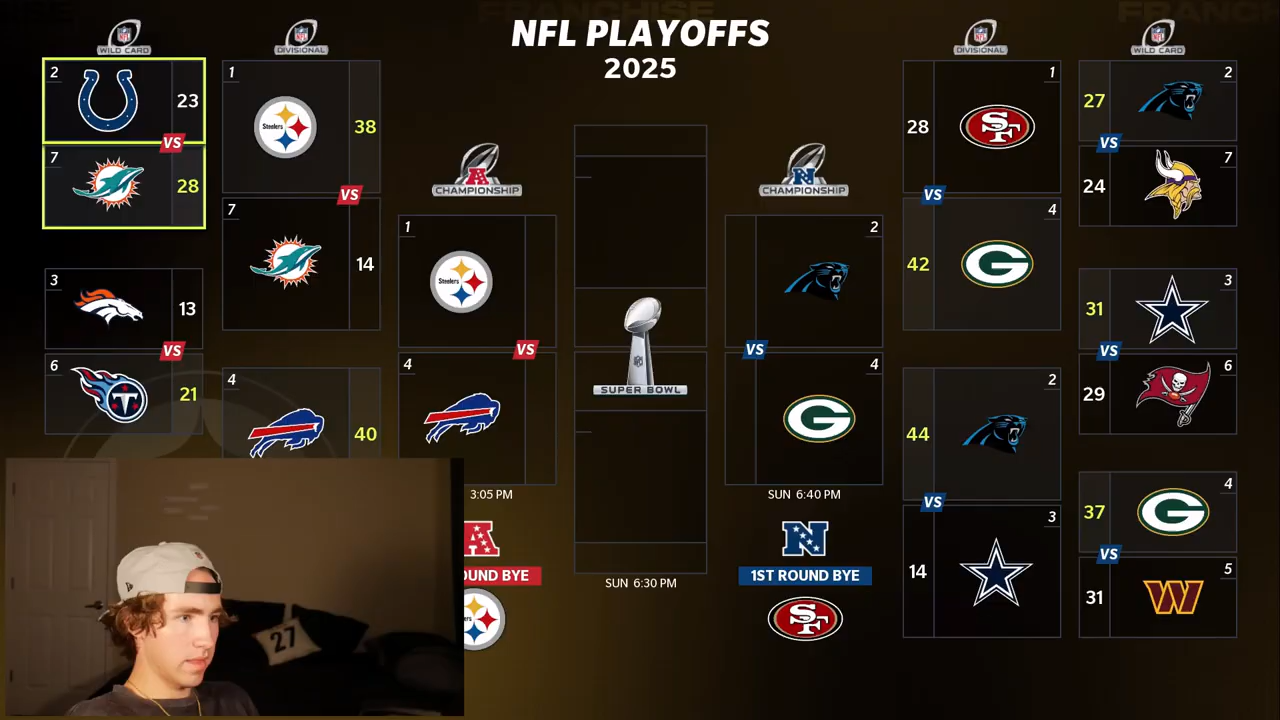 NFL PLAYOFFS
2025
WILD CARD
DIVISIONAL
DIVISIONAL
WILD CARD
2
23
VS
7
28
3
13
VS
6
21
1
Steelers
38
VS
7
14
4
40
CHAMPIONSHIP
1
Steelers
VS
4
3:05 PM
OUND BYE
SUPER BOWL
SUN 6:30 PM
CHAMPIONSHIP
2
VS
4
SUN 6:40 PM
1ST ROUND BYE
SF
1
28
SF
VS
4
42
G
2
44
VS
3
14
2
27
VS
7
24
3
31
VS
6
29
4
37
G
VS
5
31
W
27